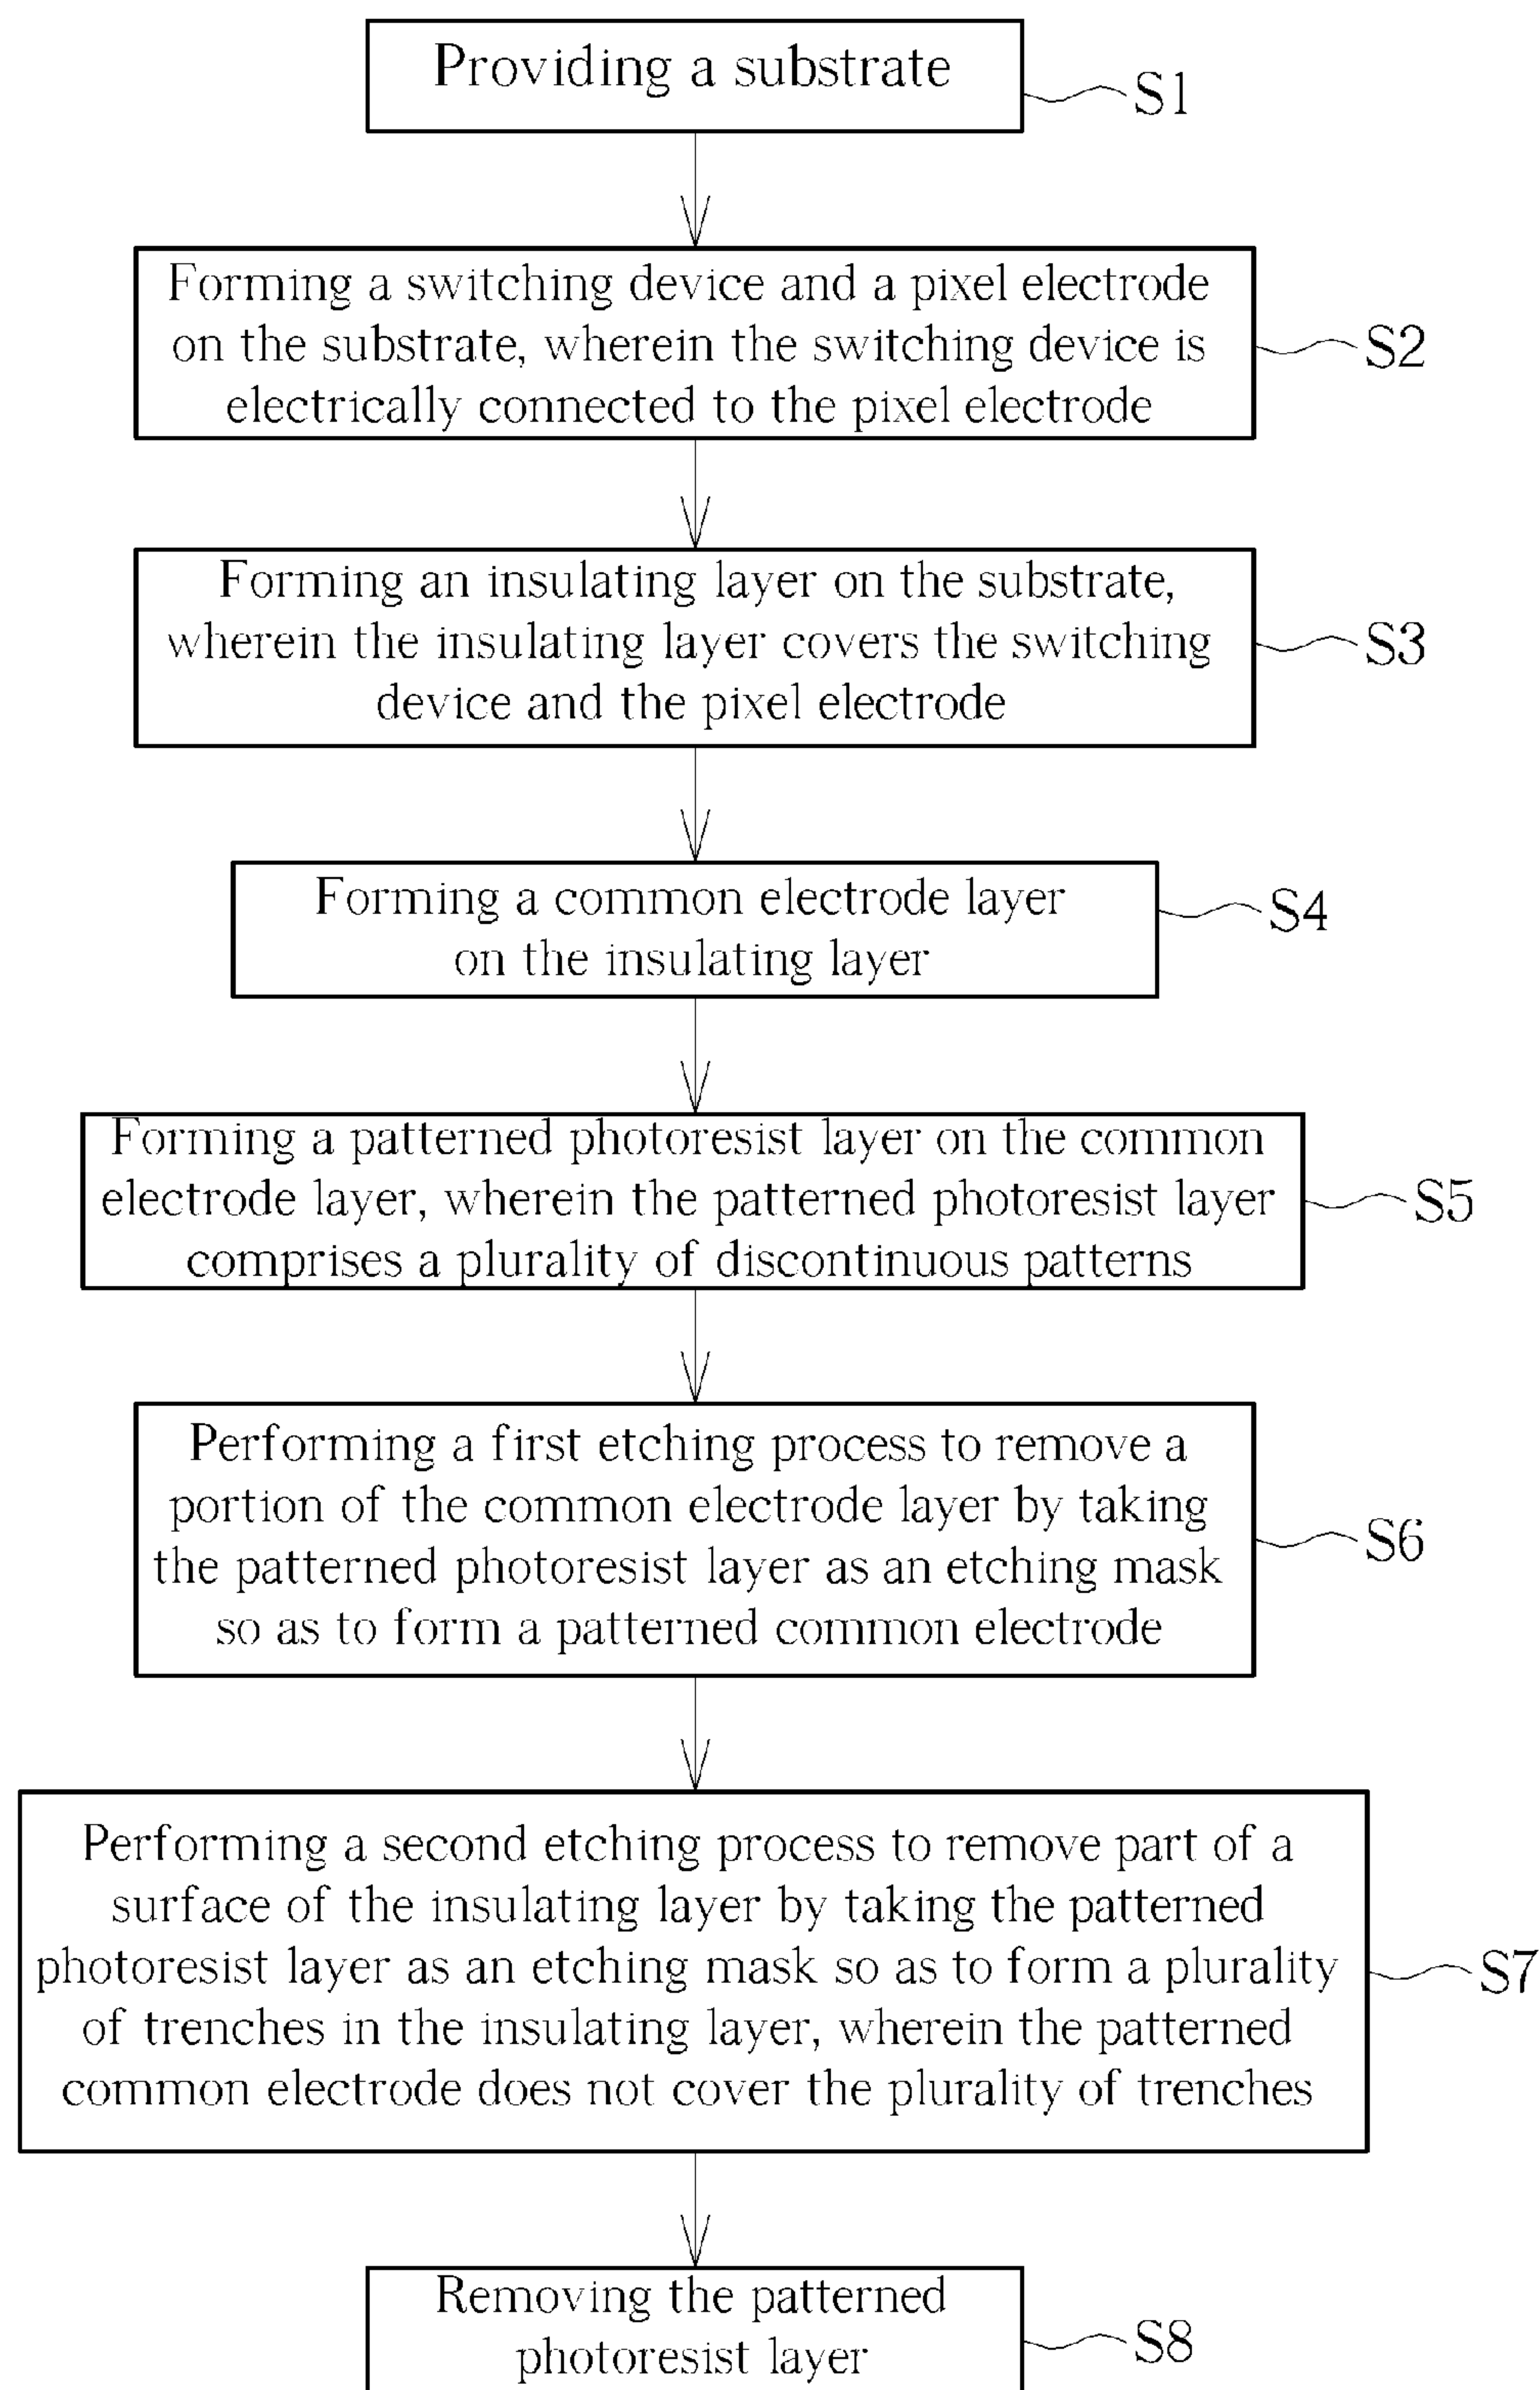 Providing a substrate
S1
Forming a switching device and a pixel electrode
on the substrate, wherein the switching device is
electrically connected to the pixel electrode
S2
Forming an insulating layer on the substrate,
wherein the insulating layer covers the switching
device and the pixel electrode
S3
Forming a common electrode layer
on the insulating layer
S4
Forming a patterned photoresist layer on the common
electrode layer, wherein the patterned photoresist layer
comprises a plurality of discontinuous patterns
S5
Performing a first etching process to remove a
portion of the common electrode layer by taking
the patterned photoresist layer as an etching mask
so as to form a patterned common electrode
S6
Performing a second etching process to remove part of a
surface of the insulating layer by taking the patterned
photoresist layer as an etching mask so as to form a plurality
of trenches in the insulating layer, wherein the patterned
common electrode does not cover the plurality of trenches
S7
Removing the patterned
photoresist layer
S8